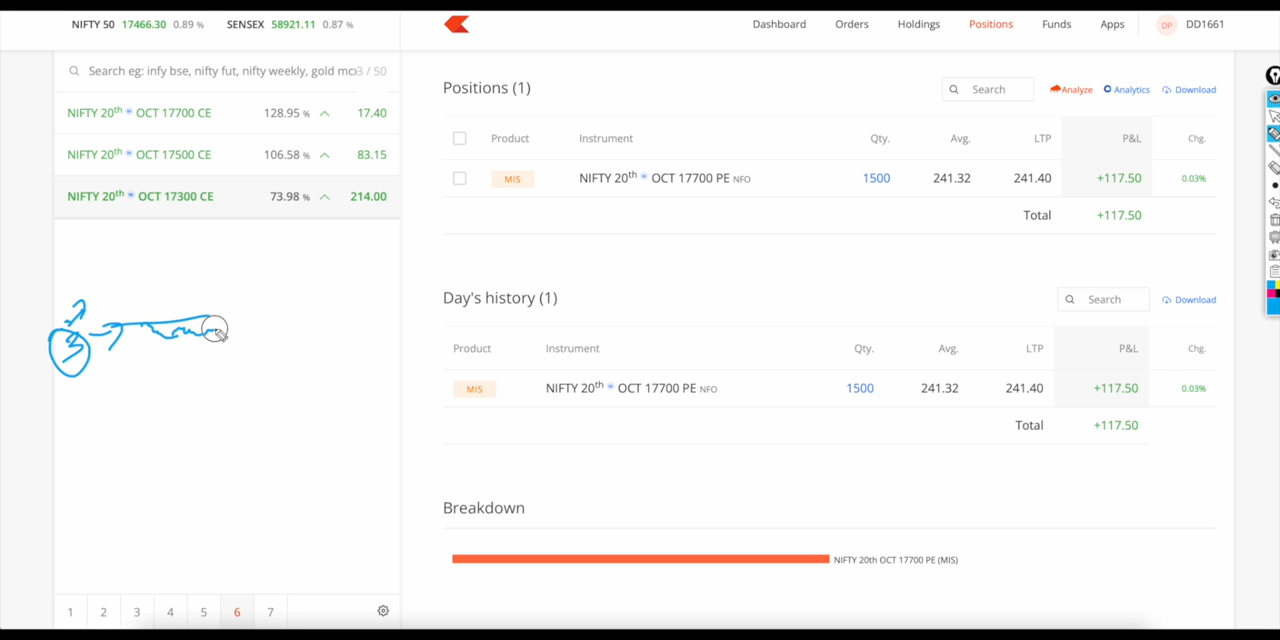 NIFTY 50 17466.30 0.89 % SENSEX 58921.11 0.87 %
Dashboard Orders Holdings Positions Funds Apps DP DD1661
Search eg: infy bse, nifty fut, nifty weekly, gold mc 3 / 50
NIFTY 20th w OCT 17700 CE 128.95 % 17.40
NIFTY 20th w OCT 17500 CE 106.58 % 83.15
NIFTY 20th w OCT 17300 CE 73.98 % 214.00
1 2 3 4 5 6 7
Positions (1) Search Analyze Analytics Download
Product Instrument Qty. Avg. LTP P&L Chg.
MIS NIFTY 20th w OCT 17700 PE NFO 1500 241.32 241.40 +117.50 0.03%
Total +117.50
Day's history (1) Search Download
Product Instrument Qty. Avg. LTP P&L Chg.
MIS NIFTY 20th w OCT 17700 PE NFO 1500 241.32 241.40 +117.50 0.03%
Total +117.50
Breakdown
NIFTY 20th OCT 17700 PE (MIS)